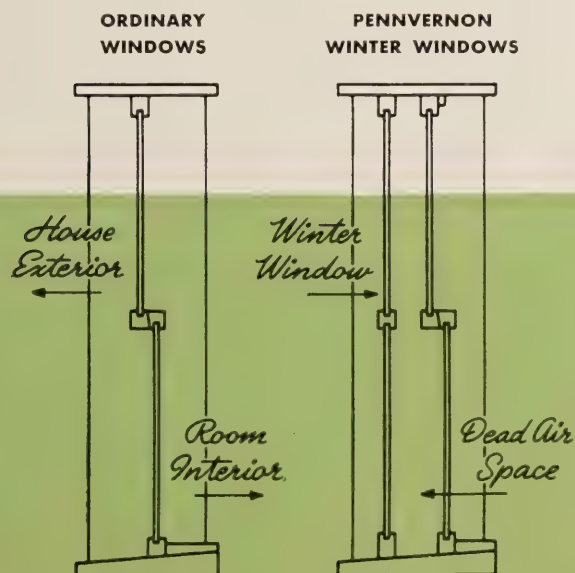 ORDINARY
WINDOWS
PENNVERNON
WINTER WINDOWS
House
Exterior
Winter
Window
Room
Interior
Dead Air
Space